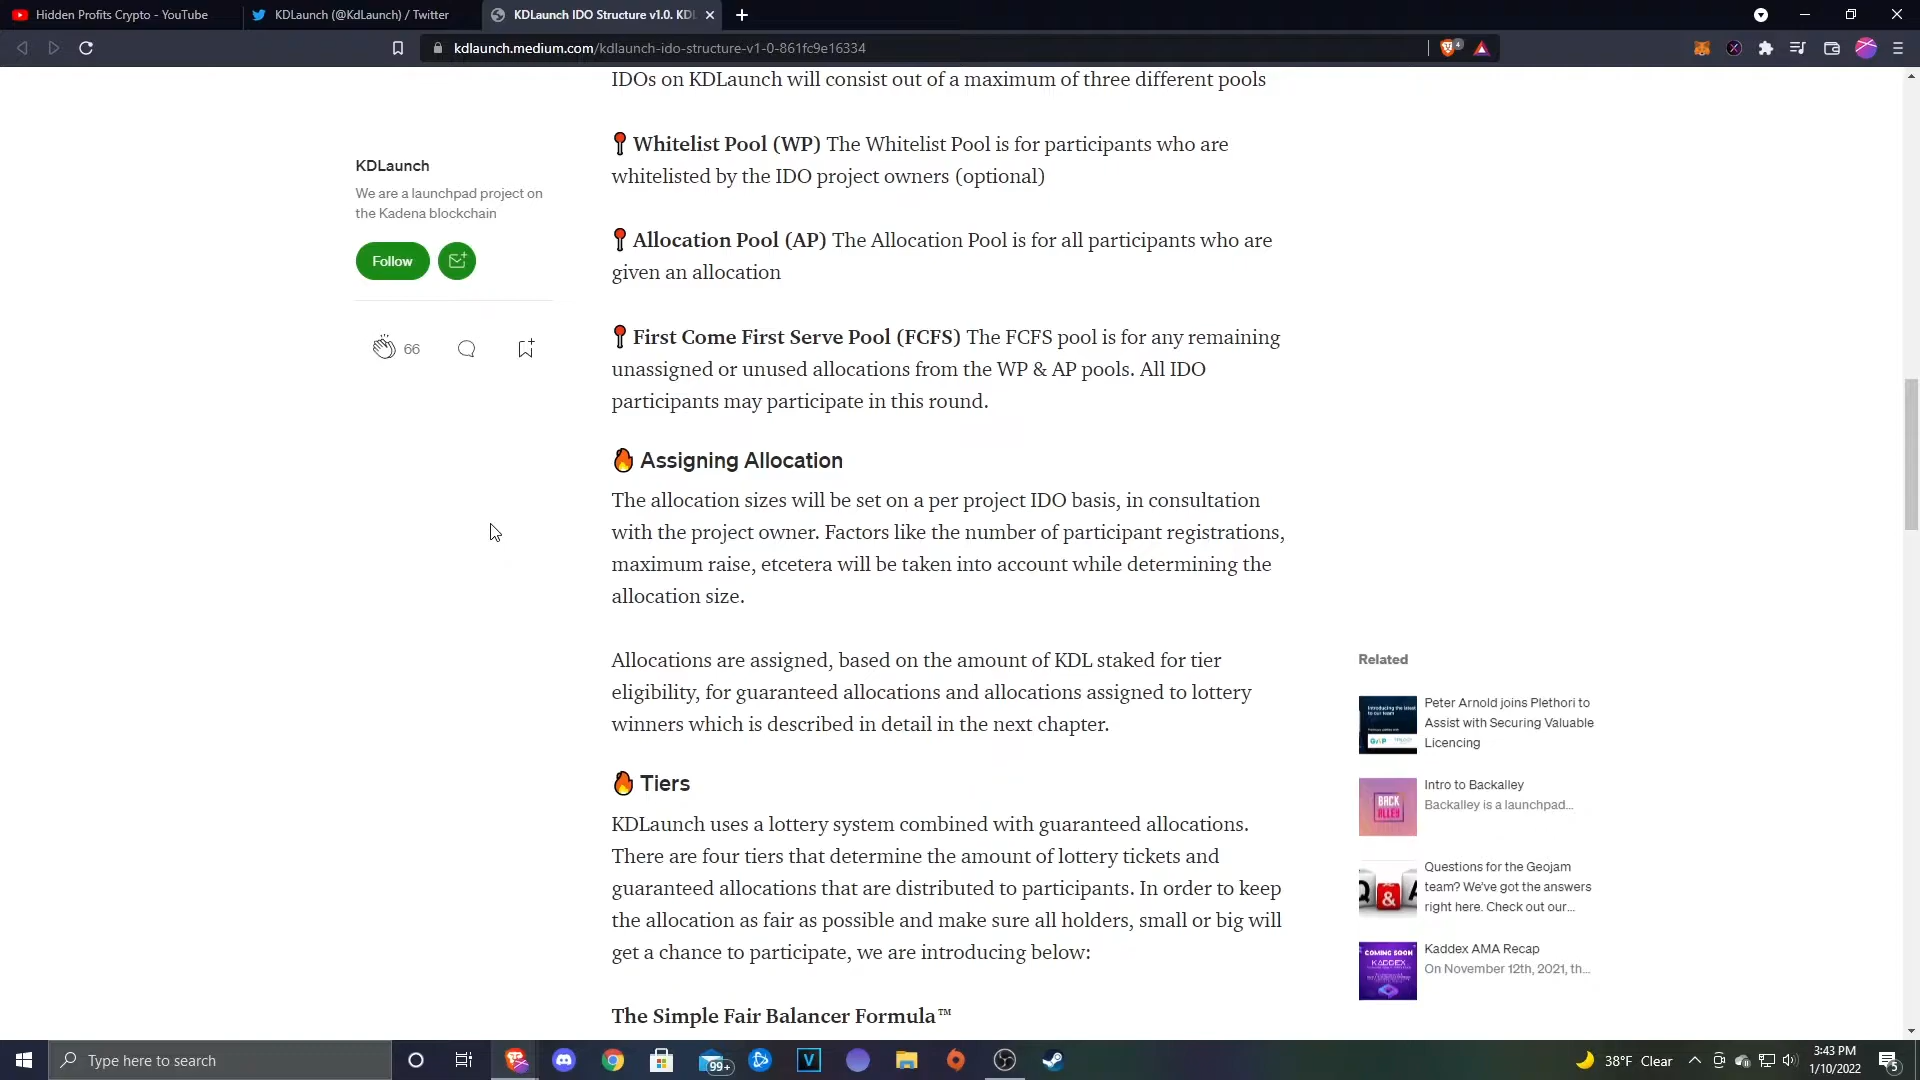 Hidden Profits Crypto - YouTube
KDLaunch (@KdLaunch) / Twitter
KDLaunch IDO Structure v1.0. KDL
kdlaunch.medium.com/kdlaunch-ido-structure-v1-0-861fc9e16334
4
IDOs on KDLaunch will consist out of a maximum of three different pools
Whitelist Pool (WP) The Whitelist Pool is for participants who are
whitelisted by the IDO project owners (optional)
KDLaunch
We are a launchpad project on
the Kadena blockchain
Follow
66
Allocation Pool (AP) The Allocation Pool is for all participants who are
given an allocation
First Come First Serve Pool (FCFS) The FCFS pool is for any remaining
unassigned or unused allocations from the WP & AP pools. All IDO
participants may participate in this round.
Assigning Allocation
The allocation sizes will be set on a per project IDO basis, in consultation
with the project owner. Factors like the number of participant registrations,
maximum raise, etcetera will be taken into account while determining the
allocation size.
Allocations are assigned, based on the amount of KDL staked for tier
eligibility, for guaranteed allocations and allocations assigned to lottery
winners which is described in detail in the next chapter.
Tiers
KDLaunch uses a lottery system combined with guaranteed allocations.
There are four tiers that determine the amount of lottery tickets and
guaranteed allocations that are distributed to participants. In order to keep
the allocation as fair as possible and make sure all holders, small or big will
get a chance to participate, we are introducing below:
The Simple Fair Balancer Formula™
Related
Peter Arnold joins Plethori to
Assist with Securing Valuable
Licencing
BACK
ALLEY
Intro to Backalley
Backalley is a launchpad...
Q & A
Questions for the Geojam
team? We've got the answers
right here. Check out our...
COMING SOON
KADDEX
Kaddex AMA Recap
On November 12th, 2021, th...
Type here to search
99+
V
38°F Clear
3:43 PM
1/10/2022
5